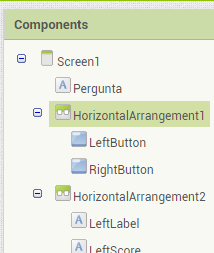 Components
Screen1
Pergunta
HorizontalArrangement1
LeftButton
RightButton
HorizontalArrangement2
LeftLabel
LeftScore